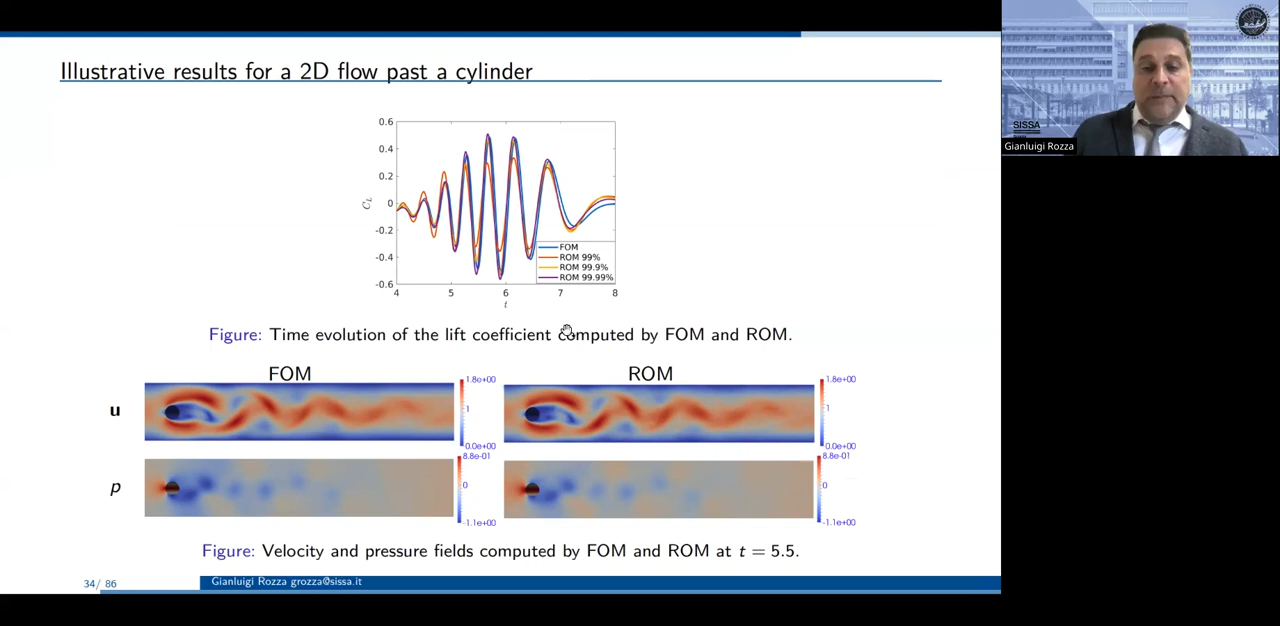 Illustrative results for a 2D flow past a cylinder
0.6
0.4
0.2
0
-0.2
-0.4
-0.6
C_L
4 5 6 7 8
t
FOM
ROM 99%
ROM 99.9%
ROM 99.99%
Figure: Time evolution of the lift coefficient computed by FOM and ROM.
FOM ROM
u
1.8e+00
1
0.0e+00
1.8e+00
1
0.0e+00
p
8.8e-01
0
-1.1e+00
8.8e-01
0
-1.1e+00
Figure: Velocity and pressure fields computed by FOM and ROM at t = 5.5.
34/ 86 Gianluigi Rozza grozza@sissa.it
SISSA
Gianluigi Rozza